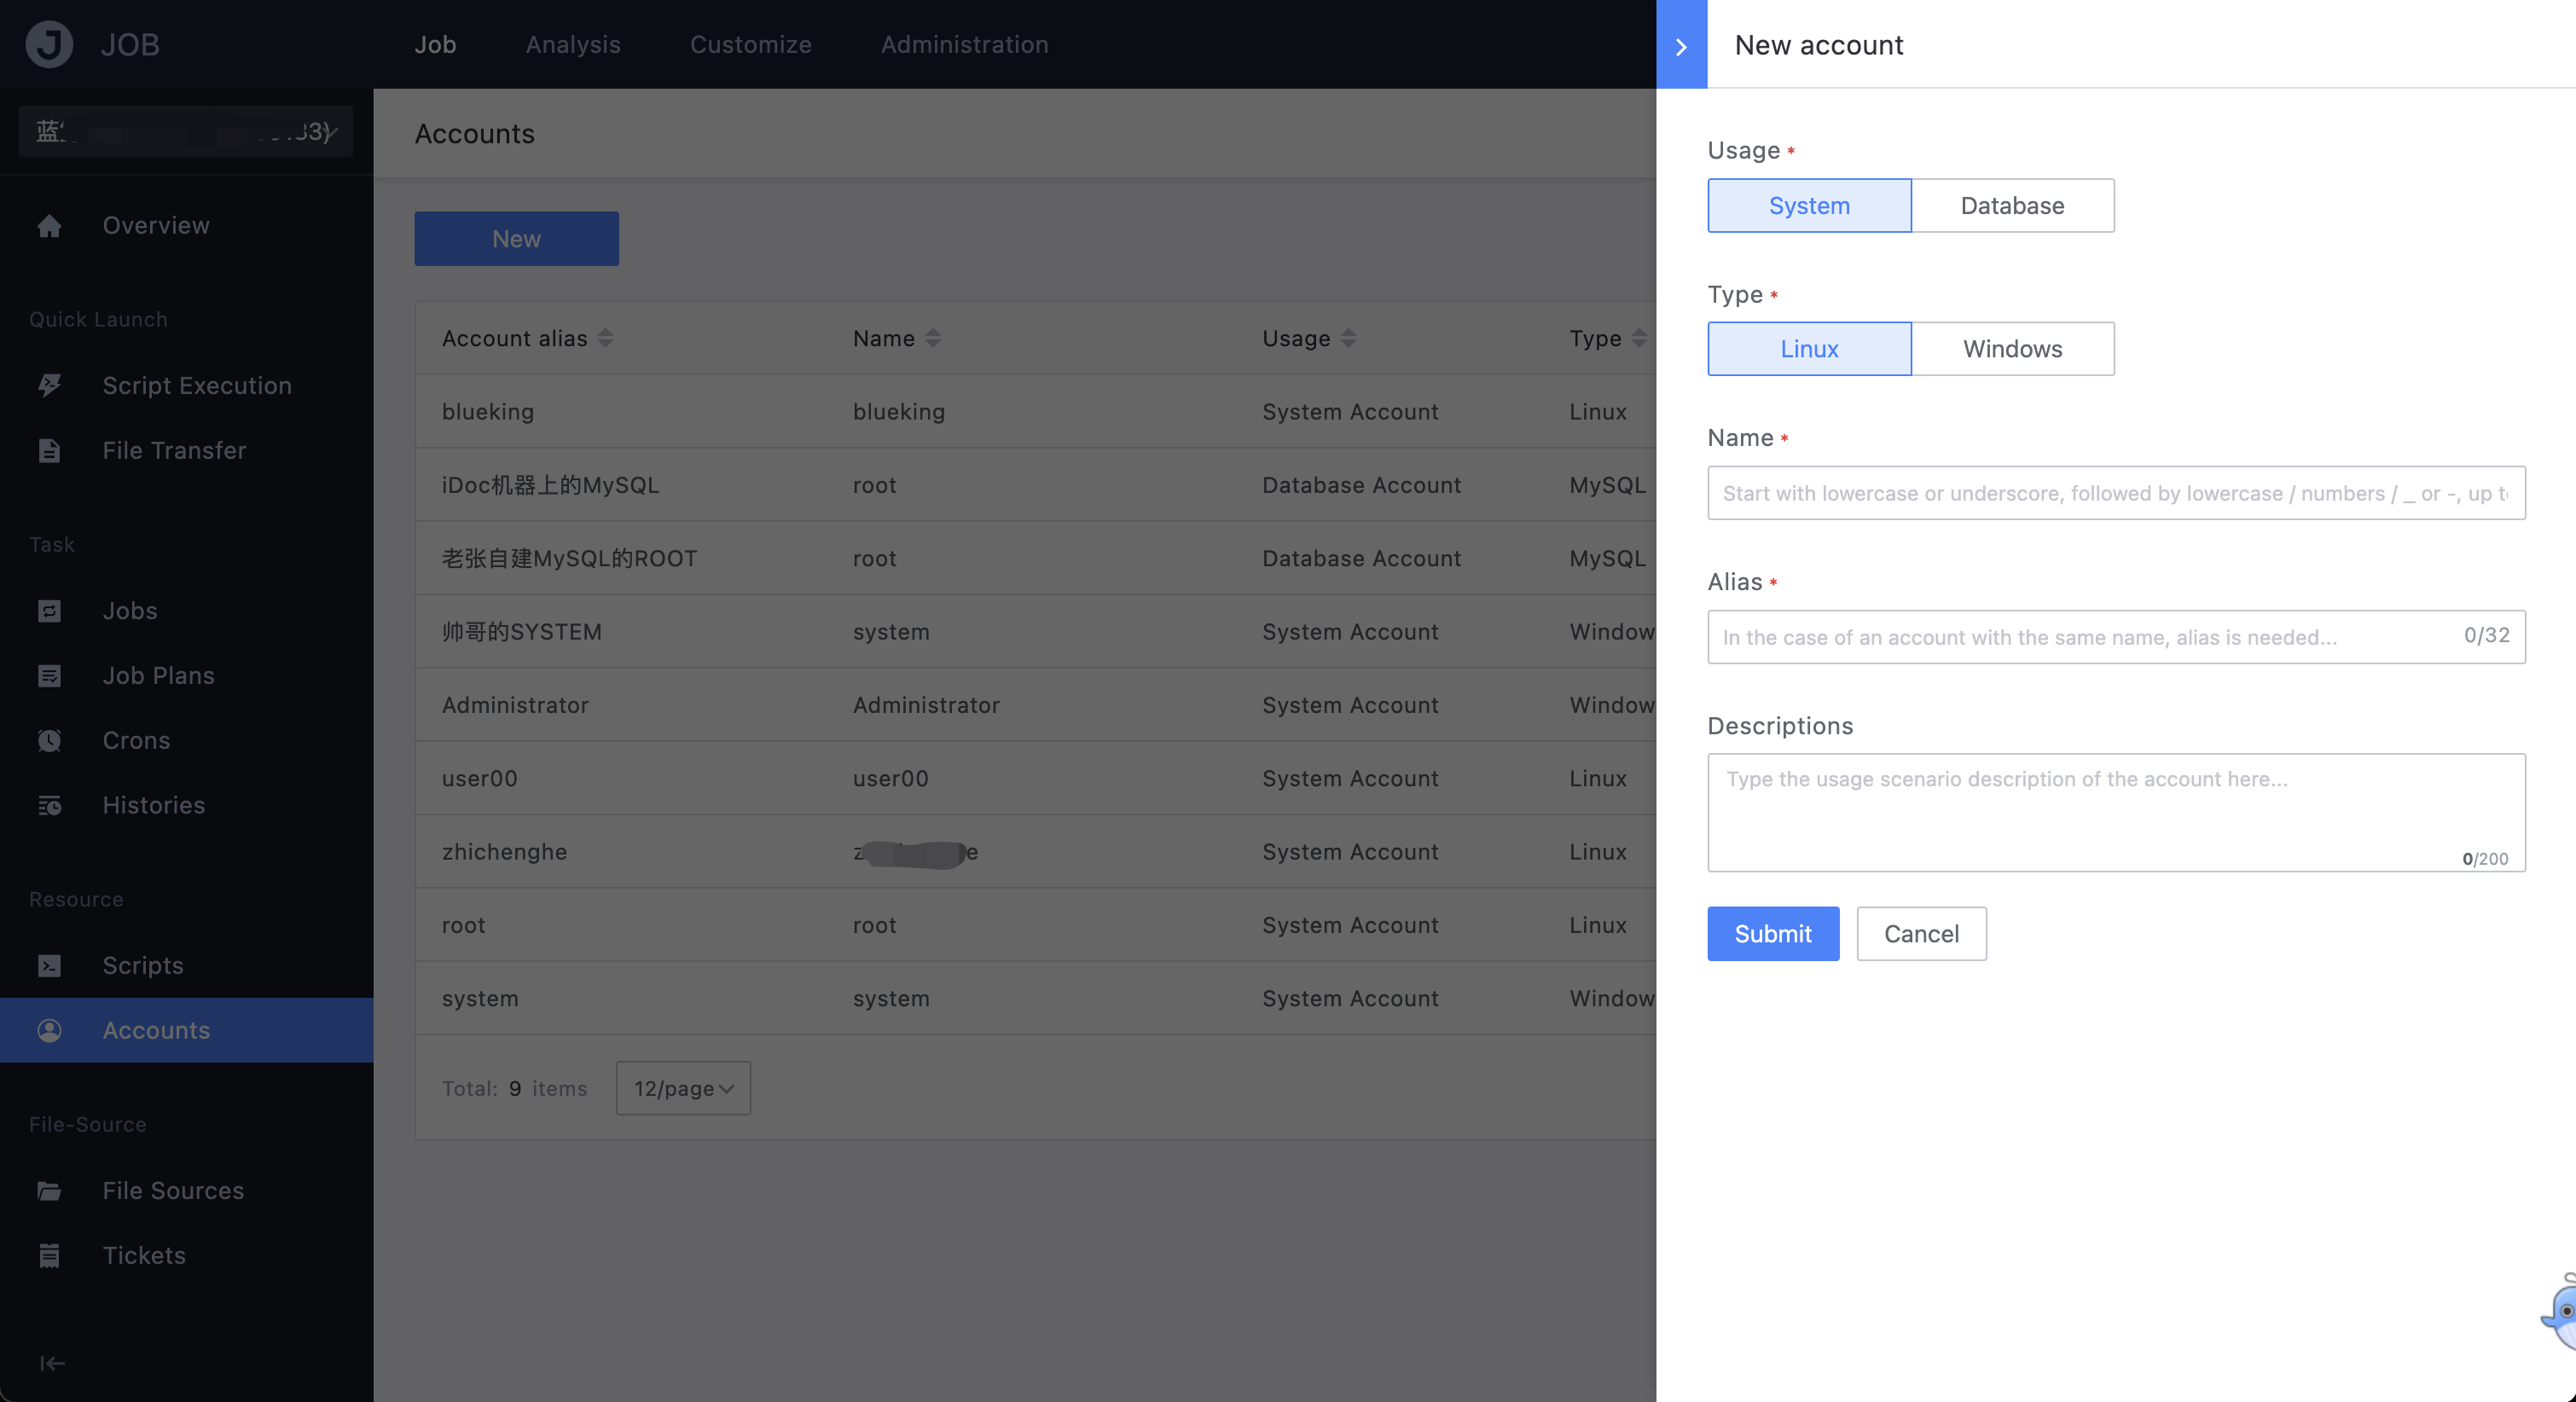 JOB
Job Analysis Customize Administration
New account
蓝
Overview
Quick Launch
Script Execution
File Transfer
Task
Jobs
Job Plans
Crons
Histories
Resource
Scripts
Accounts
File-Source
File Sources
Tickets
Accounts
New
Account alias Name Usage Type
blueking blueking System Account Linux
iDoc机器上的MySQL root Database Account MySQL
老张自建MySQL的ROOT root Database Account MySQL
帅哥的SYSTEM system System Account Window
Administrator Administrator System Account Window
user00 user00 System Account Linux
zhichenghe System Account Linux
root root System Account Linux
system system System Account Window
Total: 9 items 12/page
Usage *
System Database
Type *
Linux Windows
Name *
Start with lowercase or underscore, followed by lowercase / numbers / _ or -, up
Alias *
In the case of an account with the same name, alias is needed... 0/32
Descriptions
Type the usage scenario description of the account here...
0/200
Submit Cancel